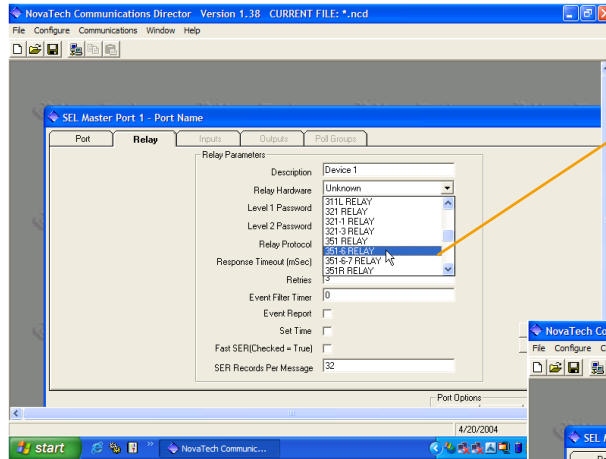 NovaTech Communications Director Version 1.38 CURRENT FILE: *.ncd
File Configure Communications Window Help
SEL Master Port 1 - Port Name
Port Relay Inputs Outputs Poll Groups
Relay Parameters
Description Device 1
Relay Hardware Unknown
311L RELAY
Level 1 Password 321 RELAY
321-1 RELAY
Level 2 Password 321-3 RELAY
Relay Protocol 351 RELAY
351-6 RELAY
Response Timeout (mSec) 351-6-7 RELAY
351R RELAY
Retries 3
Event Filter Timer 0
Event Report
Set Time
Fast SER(Checked = True)
SER Records Per Message 32
Port Options
4/20/2004
start NovaTech Communic...
NovaTech Co
File Configure C
SEL